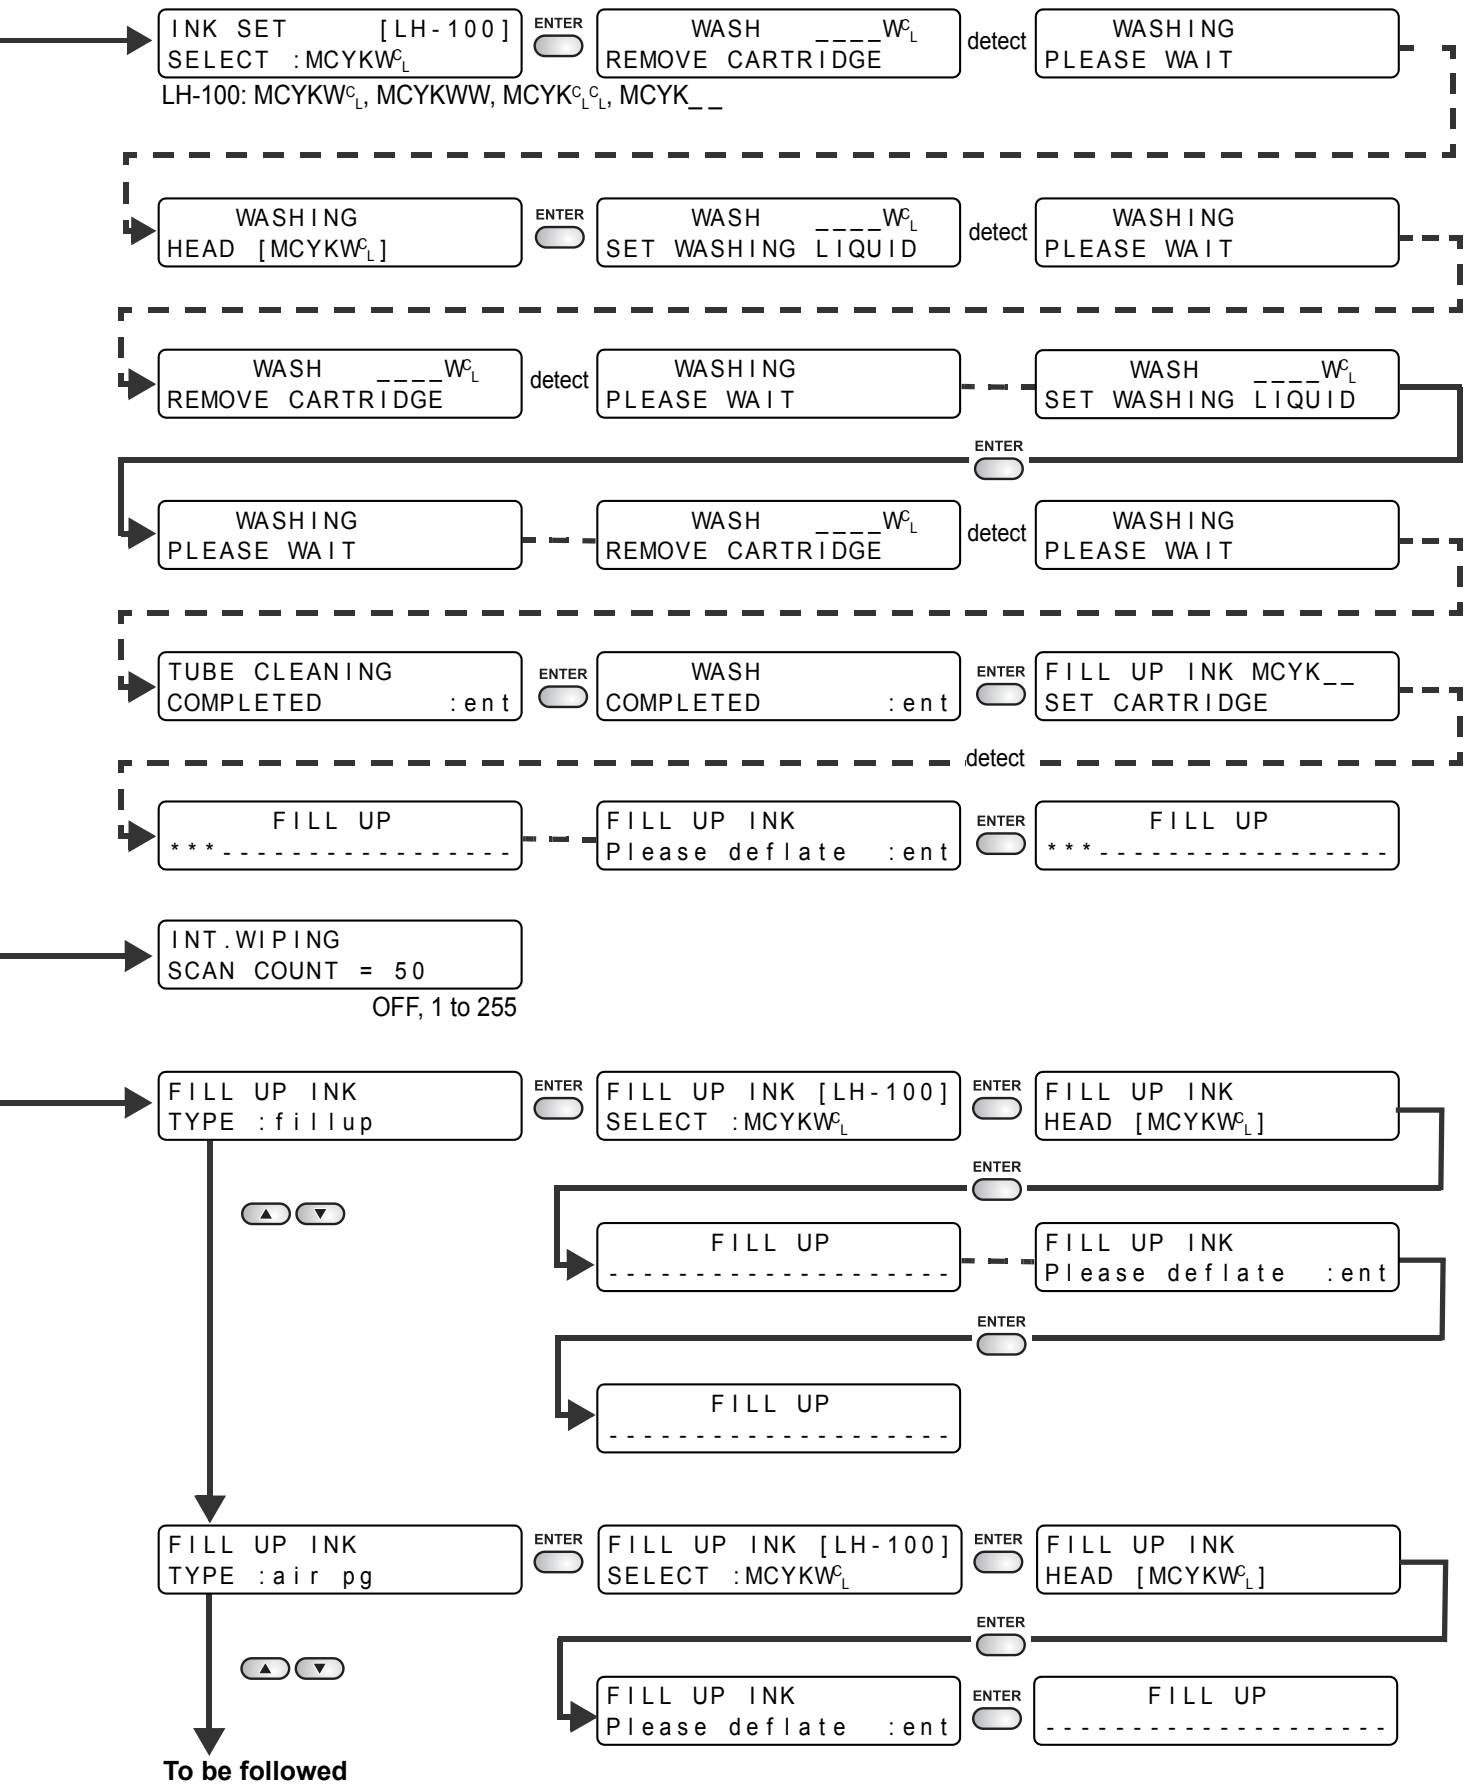 INK SET [LH-100]
SELECT :MCYKWCL
ENTER
WASH ____WCL
REMOVE CARTRIDGE
detect
WASHING
PLEASE WAIT
LH-100: MCYKWCL, MCYKWW, MCYKCLCL, MCYK_ _
WASHING
HEAD [MCYKWCL]
ENTER
WASH ____WCL
SET WASHING LIQUID
detect
WASHING
PLEASE WAIT
WASH ____WCL
REMOVE CARTRIDGE
detect
WASHING
PLEASE WAIT
WASH ____WCL
SET WASHING LIQUID
ENTER
WASHING
PLEASE WAIT
WASH ____WCL
REMOVE CARTRIDGE
detect
WASHING
PLEASE WAIT
TUBE CLEANING
COMPLETED :ent
ENTER
WASH
COMPLETED :ent
ENTER
FILL UP INK MCYK__
SET CARTRIDGE
detect
FILL UP
***-----------------
FILL UP INK
Please deflate :ent
ENTER
FILL UP
***-----------------
INT.WIPING
SCAN COUNT = 50
OFF, 1 to 255
FILL UP INK
TYPE :fillup
ENTER
FILL UP INK [LH-100]
SELECT :MCYKWCL
ENTER
FILL UP INK
HEAD [MCYKWCL]
ENTER
FILL UP
--------------------
FILL UP INK
Please deflate :ent
ENTER
FILL UP
--------------------
FILL UP INK
TYPE :air pg
ENTER
FILL UP INK [LH-100]
SELECT :MCYKWCL
ENTER
FILL UP INK
HEAD [MCYKWCL]
ENTER
FILL UP INK
Please deflate :ent
ENTER
FILL UP
--------------------
To be followed